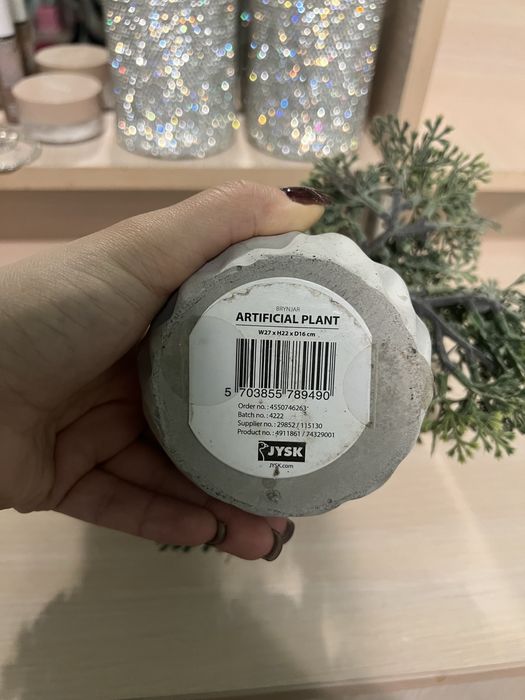 BRYNJAR
ARTIFICIAL PLANT
W27 x H22 x D16 cm
5 703855 789490
Order no.: 4550746263
Batch no.: 4222
Supplier no.: 29852 / 115130
Product no.: 4911861 / 74329001
JYSK
JYSK.com